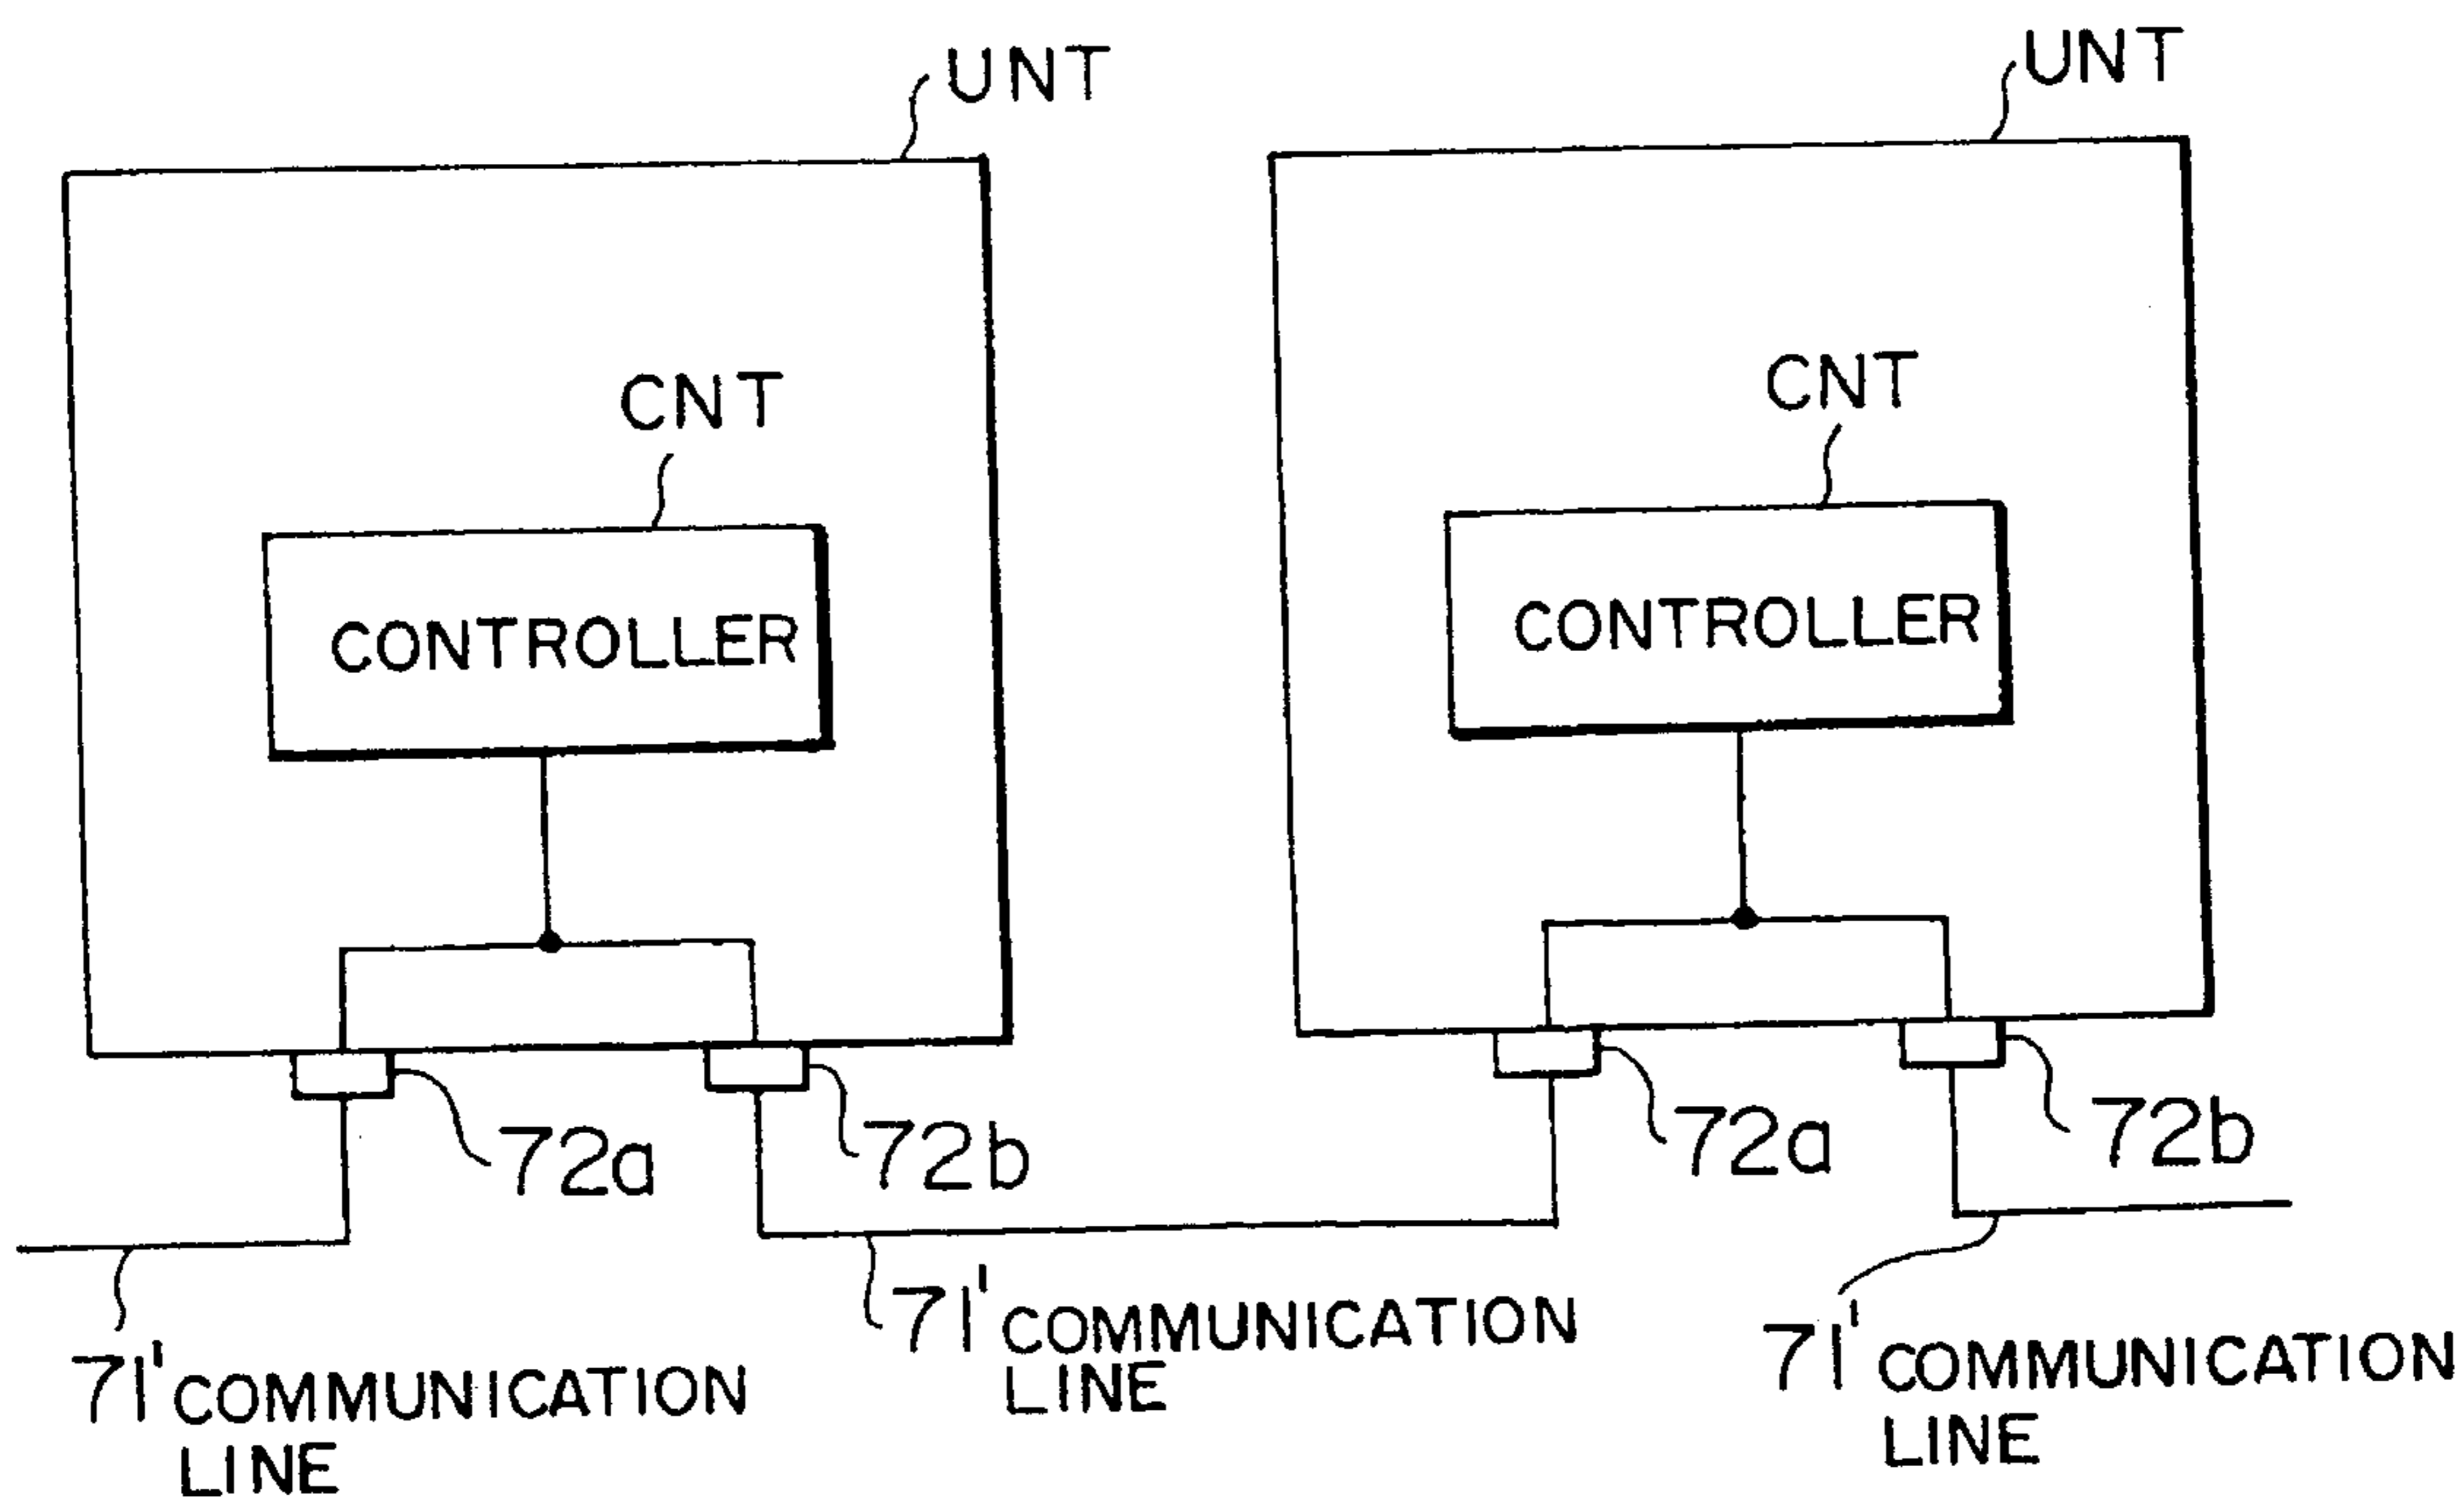 UNT
UNT
CNT
CNT
CONTROLLER
CONTROLLER
72a
72b
72a
72b
71' COMMUNICATION
LINE
71' COMMUNICATION
LINE
71' COMMUNICATION
LINE